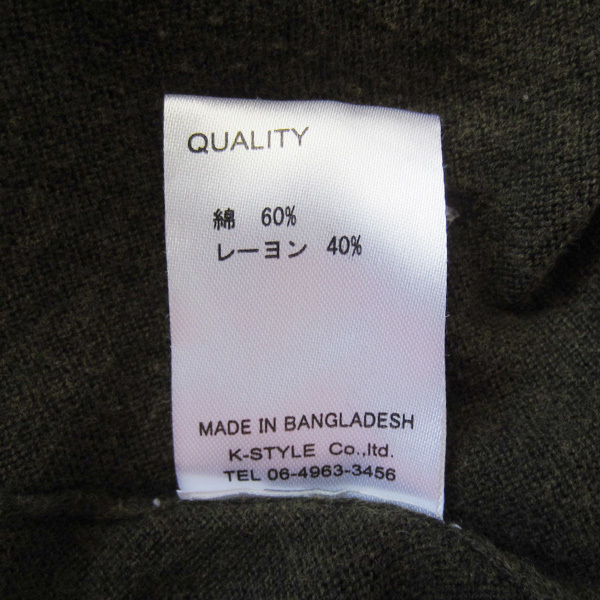 QUALITY
綿 60%
レーヨン 40%
MADE IN BANGLADESH
K-STYLE Co.,ltd.
TEL 06-4963-3456